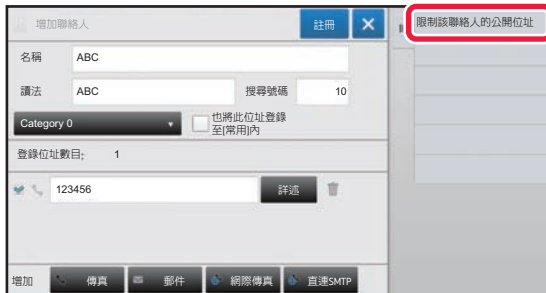 增加聯絡人
註冊
限制該聯絡人的公開位址
名稱
ABC
讀法
ABC
搜尋號碼
10
Category 0
也將此位址登錄
至[常用]內
登錄位址數目:
1
123456
詳述
增加
傳真
郵件
網際傳真
直連SMTP